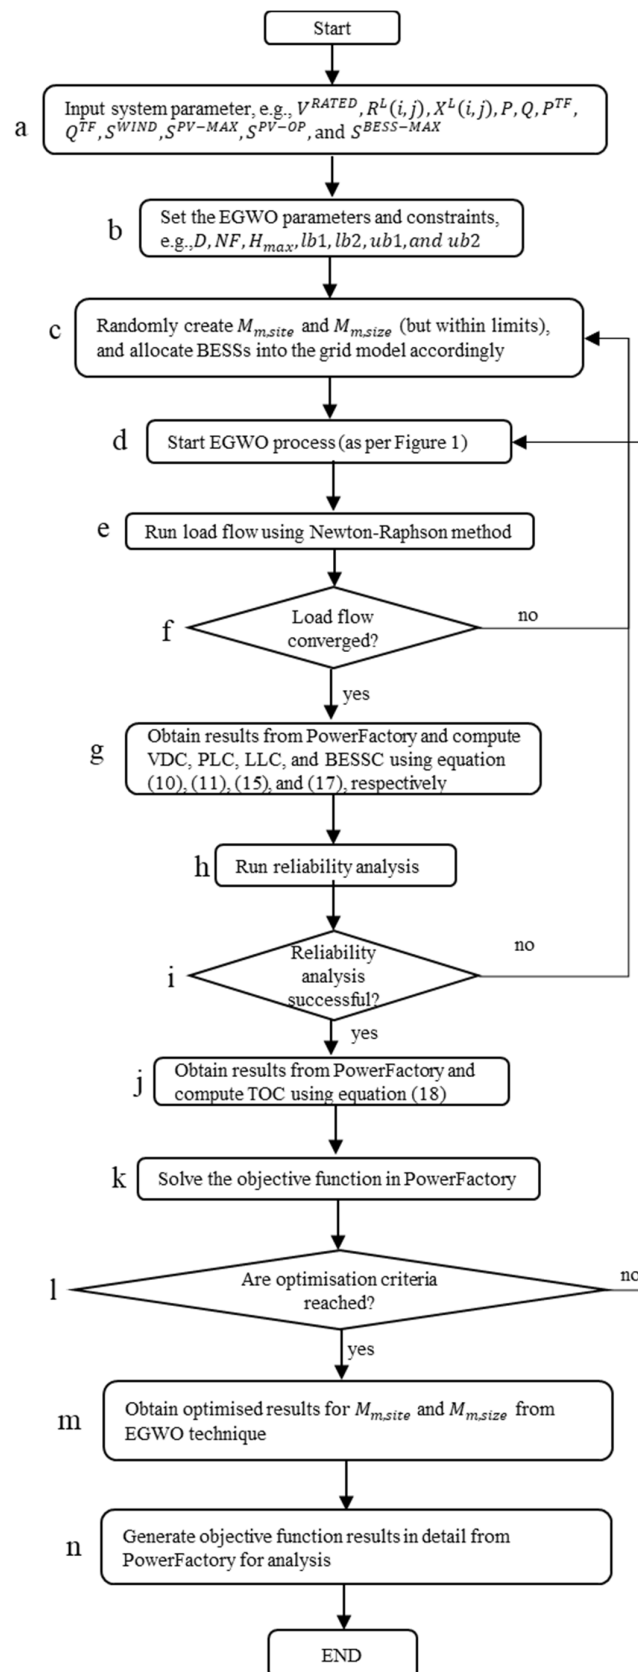 Start
a
Input system parameter, e.g., V^RATED, R^L(i,j), X^L(i,j), P, Q, P^TF,
Q^TF, S^WIND, S^PV−MAX, S^PV−OP, and S^BESS−MAX
b
Set the EGWO parameters and constraints,
e.g., D, NF, H_max, lb1, lb2, ub1, and ub2
c
Randomly create M_m,site and M_m,size (but within limits),
and allocate BESSs into the grid model accordingly
d
Start EGWO process (as per Figure 1)
e
Run load flow using Newton-Raphson method
f
Load flow
converged?
no
yes
g
Obtain results from PowerFactory and compute
VDC, PLC, LLC, and BESSC using equation
(10), (11), (15), and (17), respectively
h
Run reliability analysis
i
Reliability
analysis
successful?
no
yes
j
Obtain results from PowerFactory and
compute TOC using equation (18)
k
Solve the objective function in PowerFactory
l
Are optimisation criteria
reached?
no
yes
m
Obtain optimised results for M_m,site and M_m,size from
EGWO technique
n
Generate objective function results in detail from
PowerFactory for analysis
END